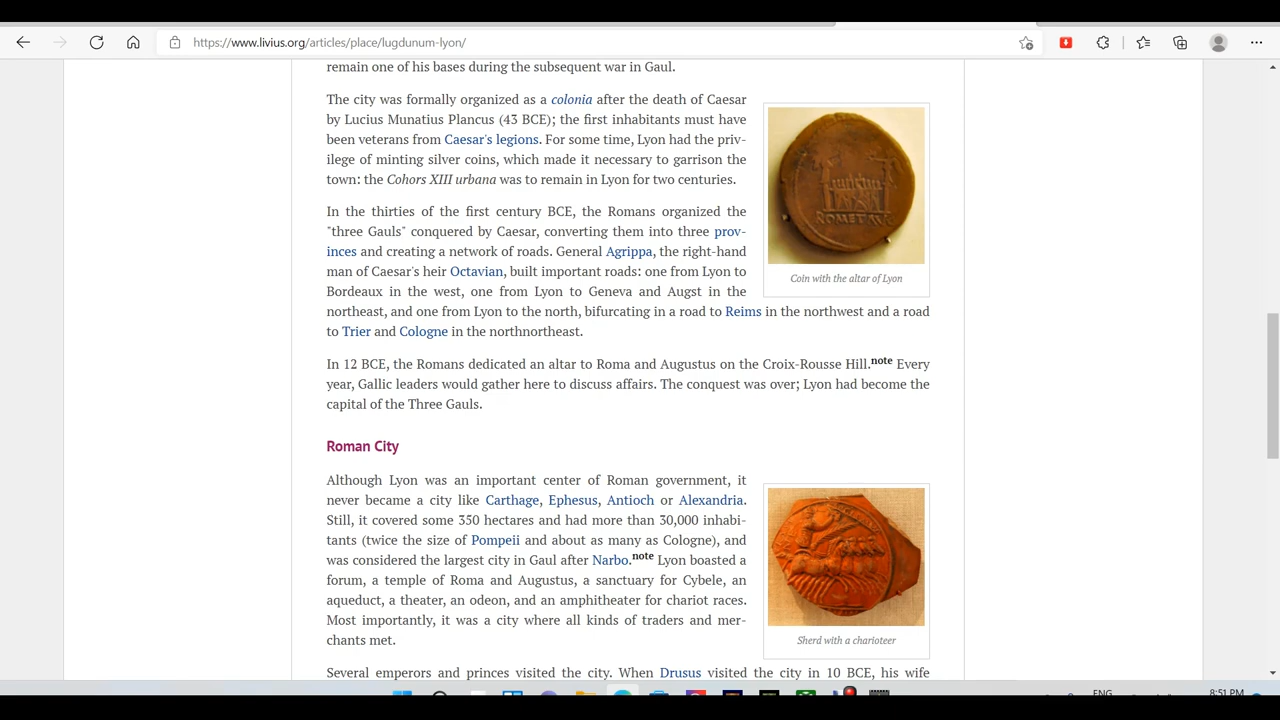 https://www.livius.org/articles/place/lugdunum-lyon/
remain one of his bases during the subsequent war in Gaul.
The city was formally organized as a colonia after the death of Caesar
by Lucius Munatius Plancus (43 BCE); the first inhabitants must have
been veterans from Caesar's legions. For some time, Lyon had the priv-
ilege of minting silver coins, which made it necessary to garrison the
town: the Cohors XIII urbana was to remain in Lyon for two centuries.
Coin with the altar of Lyon
In the thirties of the first century BCE, the Romans organized the
"three Gauls" conquered by Caesar, converting them into three prov-
inces and creating a network of roads. General Agrippa, the right-hand
man of Caesar's heir Octavian, built important roads: one from Lyon to
Bordeaux in the west, one from Lyon to Geneva and Augst in the
northeast, and one from Lyon to the north, bifurcating in a road to Reims in the northwest and a road
to Trier and Cologne in the northnortheast.
In 12 BCE, the Romans dedicated an altar to Roma and Augustus on the Croix-Rousse Hill.note Every
year, Gallic leaders would gather here to discuss affairs. The conquest was over; Lyon had become the
capital of the Three Gauls.
Roman City
Although Lyon was an important center of Roman government, it
never became a city like Carthage, Ephesus, Antioch or Alexandria.
Still, it covered some 350 hectares and had more than 30,000 inhabi-
tants (twice the size of Pompeii and about as many as Cologne), and
was considered the largest city in Gaul after Narbo.note Lyon boasted a
forum, a temple of Roma and Augustus, a sanctuary for Cybele, an
aqueduct, a theater, an odeon, and an amphitheater for chariot races.
Most importantly, it was a city where all kinds of traders and mer-
chants met.
Sherd with a charioteer
Several emperors and princes visited the city. When Drusus visited the city in 10 BCE, his wife
ENG
8:51 PM